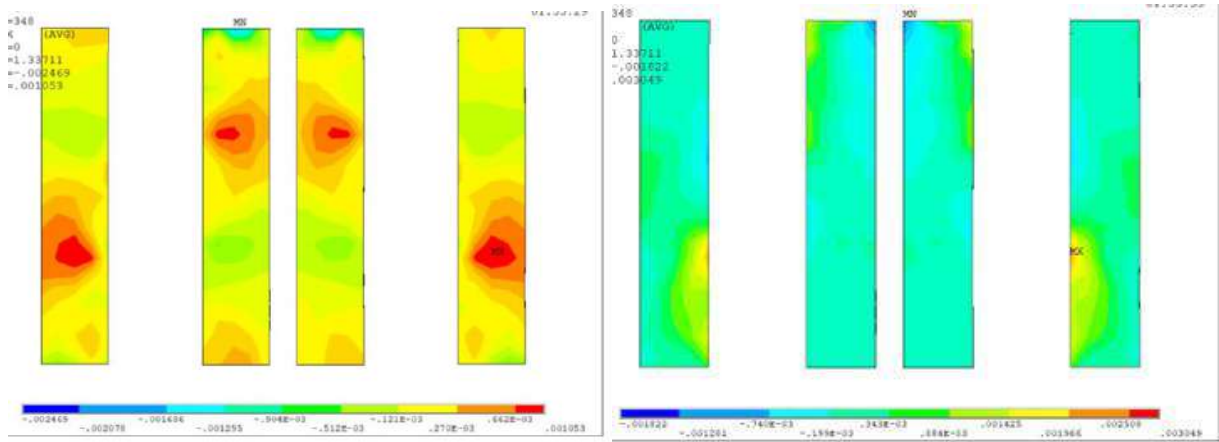 =348
(AVG)
=0
=1.33711
=-.002469
=.001053
MN
MX
-.002469
-.001686
-.904E-03
-.121E-03
.662E-03
-.002078
-.001295
-.512E-03
.270E-03
.001053
348
(AVG)
0
1.33711
-.001822
.003049
MN
MX
-.001822
-.740E-03
.343E-03
.001425
.002508
-.001281
-.199E-03
.884E-03
.001966
.003049